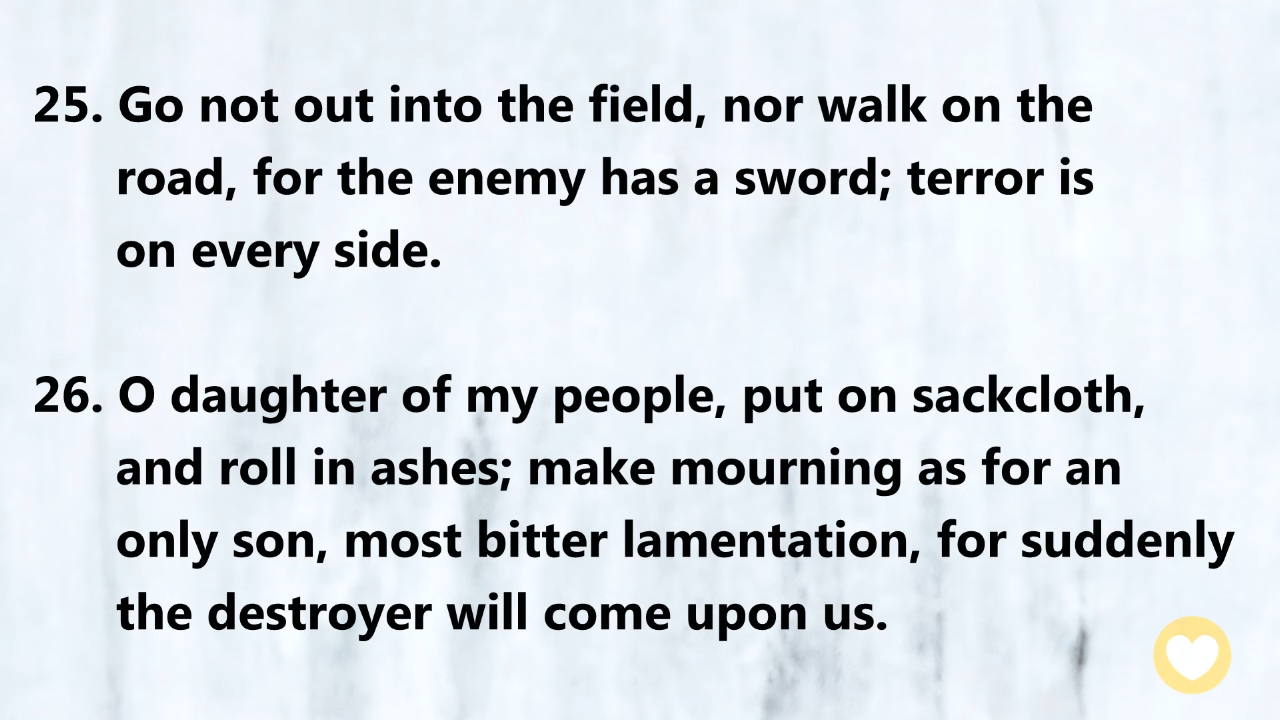 25. Go not out into the field, nor walk on the
road, for the enemy has a sword; terror is
on every side.
26. O daughter of my people, put on sackcloth,
and roll in ashes; make mourning as for an
only son, most bitter lamentation, for suddenly
the destroyer will come upon us.